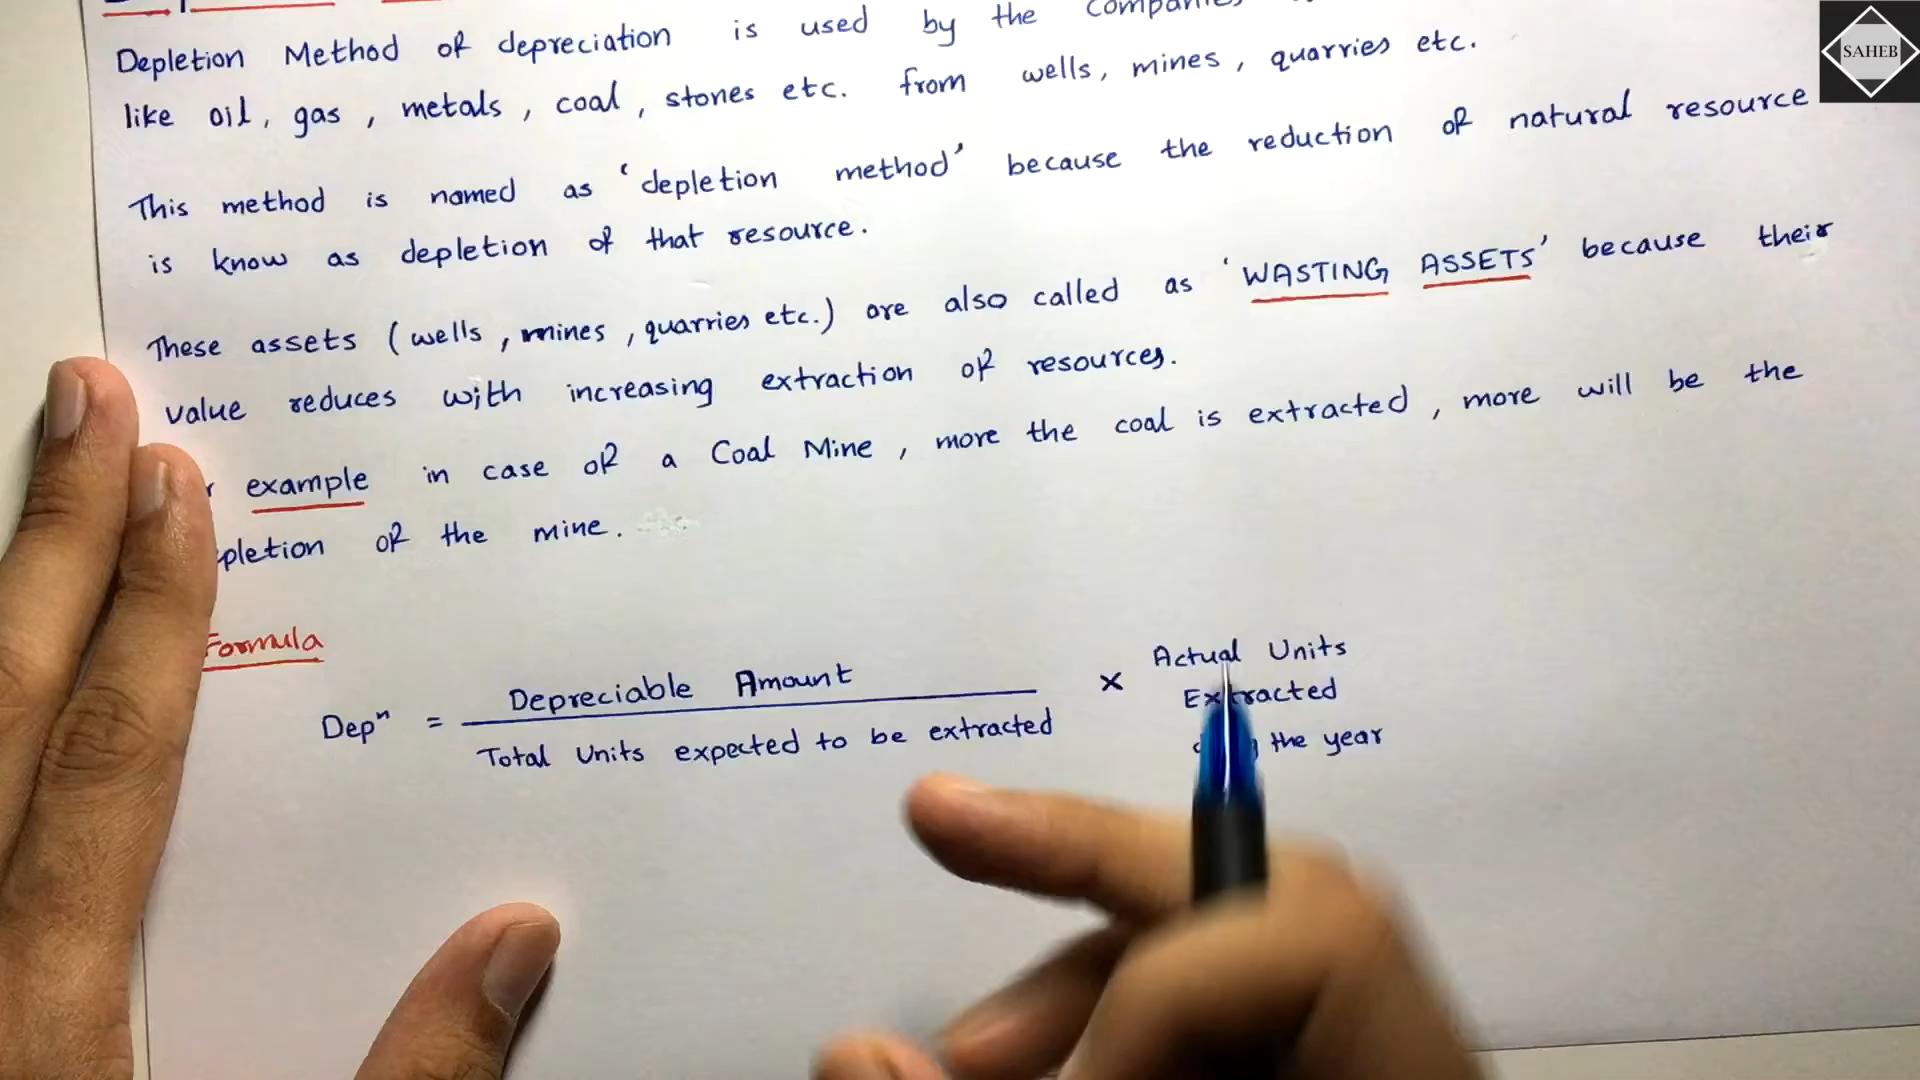 Depletion Method of depreciation is used by the
like oil, gas, metals, coal, stones etc. from wells, mines, quarries etc.
This method is named as 'depletion method' because the reduction of natural resource
is know as depletion of that resource.
These assets (wells, mines, quarries etc.) are also called as 'WASTING ASSETS' because their
value reduces with increasing extraction of resources.
example in case of a Coal Mine, more the coal is extracted, more will be the
pletion of the mine.
Formula
Depⁿ = Depreciable Amount × Actual Units
Total Units expected to be extracted Extracted
the year
SAHEB